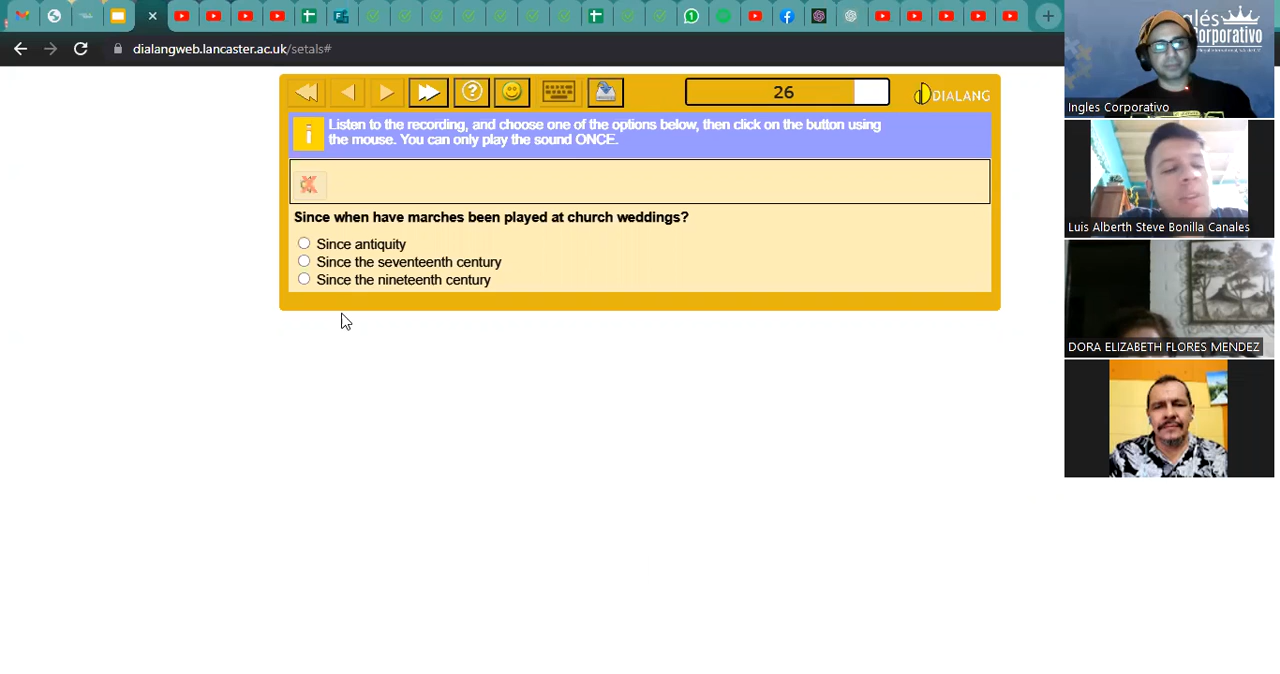 dialangweb.lancaster.ac.uk/setals#
26
DIALANG
i
Listen to the recording, and choose one of the options below, then click on the button using
the mouse. You can only play the sound ONCE.
Since when have marches been played at church weddings?
Since antiquity
Since the seventeenth century
Since the nineteenth century
Ingles Corporativo
Luis Alberth Steve Bonilla Canales
DORA ELIZABETH FLORES MENDEZ